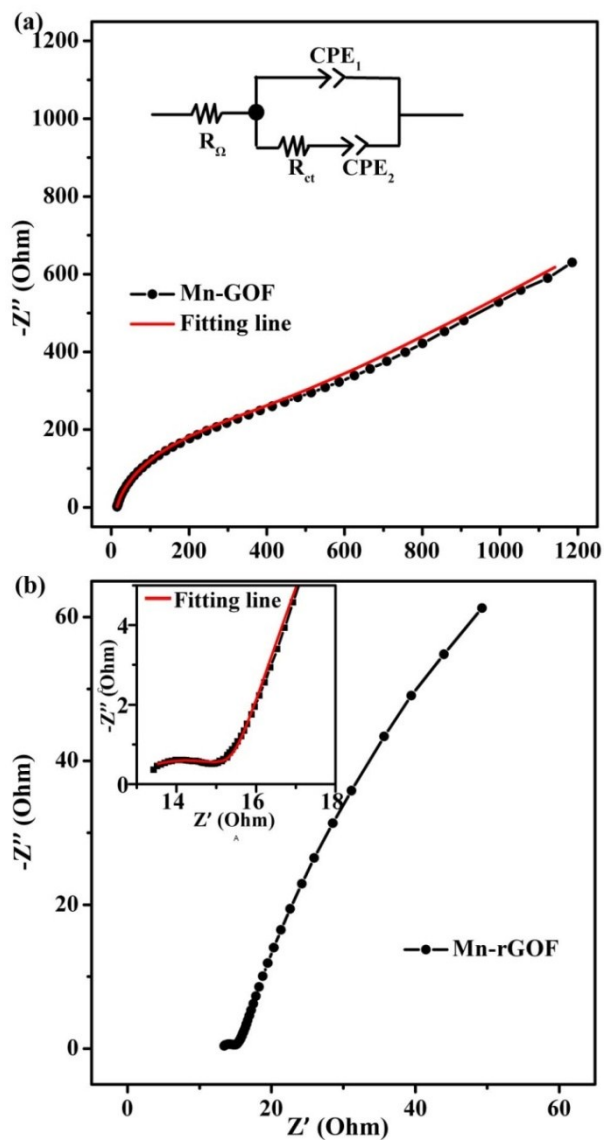 (a)
1200
1000
800
600
400
200
0
-Z″ (Ohm)
CPE₁
R_Ω
R_ct
CPE₂
Mn-GOF
Fitting line
0 200 400 600 800 1000 1200
(b)
60
40
20
0
-Z″ (Ohm)
Fitting line
4
2
0
-Z″ (Ohm)
C
14 16 18
Z′ (Ohm)
A
Mn-rGOF
0 20 40 60
Z′ (Ohm)